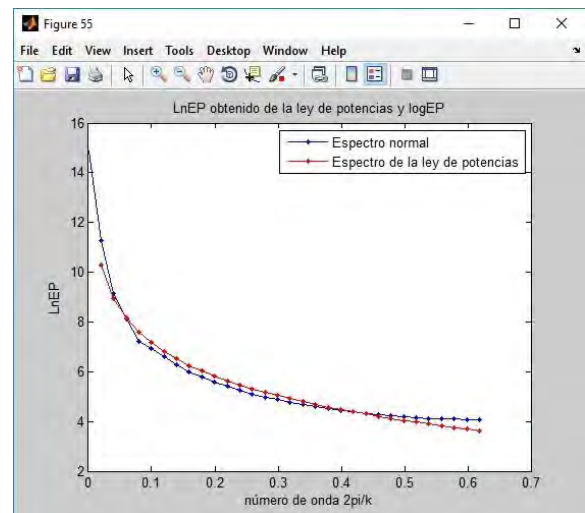 Figure 55
File Edit View Insert Tools Desktop Window Help
LnEP obtenido de la ley de potencias y logEP
Espectro normal
Espectro de la ley de potencias
LnEP
16
14
12
10
8
6
4
2
0 0.1 0.2 0.3 0.4 0.5 0.6 0.7
número de onda 2pi/k